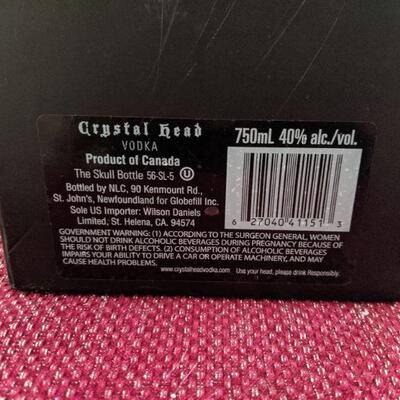 Crystal Head
VODKA
Product of Canada
The Skull Bottle 56-SL-5 U
Bottled by NLC, 90 Kenmount Rd.,
St. John's, Newfoundland for Globefill Inc.
Sole US Importer: Wilson Daniels
Limited, St. Helena, CA. 94574
750mL 40% alc./vol.
6 27040 41151 3
GOVERNMENT WARNING: (1) ACCORDING TO THE SURGEON GENERAL, WOMEN
SHOULD NOT DRINK ALCOHOLIC BEVERAGES DURING PREGNANCY BECAUSE OF
THE RISK OF BIRTH DEFECTS. (2) CONSUMPTION OF ALCOHOLIC BEVERAGES
IMPAIRS YOUR ABILITY TO DRIVE A CAR OR OPERATE MACHINERY, AND MAY
CAUSE HEALTH PROBLEMS.
www.crystalheadvodka.com Use your head, please drink Responsibly.